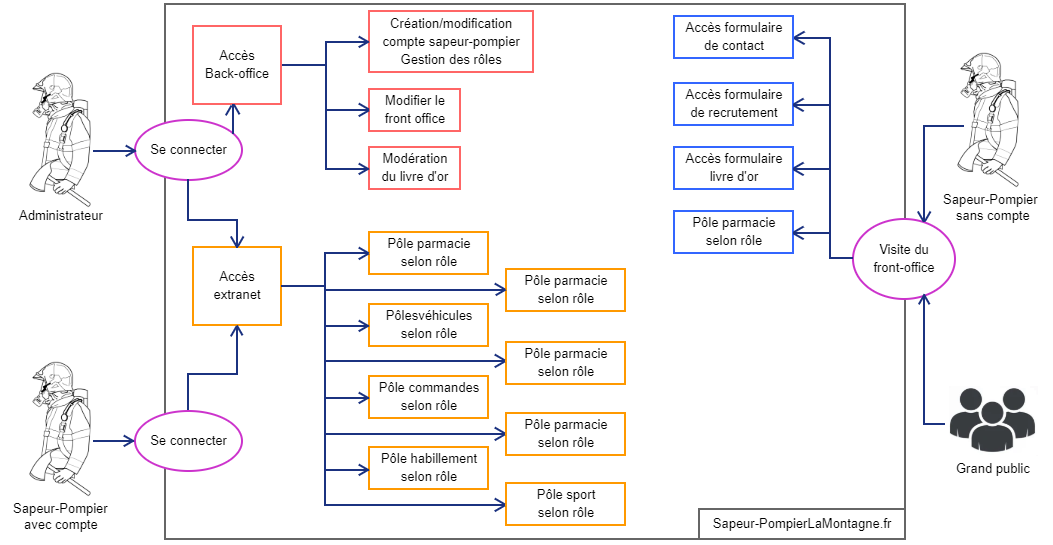 Administrateur
Se connecter
Accès
Back-office
Création/modification
compte sapeur-pompier
Gestion des rôles
Modifier le
front office
Modération
du livre d'or
Accès
extranet
Pôle parmacie
selon rôle
Pôle parmacie
selon rôle
Pôlesvéhicules
selon rôle
Pôle parmacie
selon rôle
Pôle commandes
selon rôle
Pôle parmacie
selon rôle
Pôle habillement
selon rôle
Pôle sport
selon rôle
Se connecter
Sapeur-Pompier
avec compte
Accès formulaire
de contact
Accès formulaire
de recrutement
Accès formulaire
livre d'or
Pôle parmacie
selon rôle
Sapeur-Pompier
sans compte
Visite du
front-office
Grand public
Sapeur-PompierLaMontagne.fr